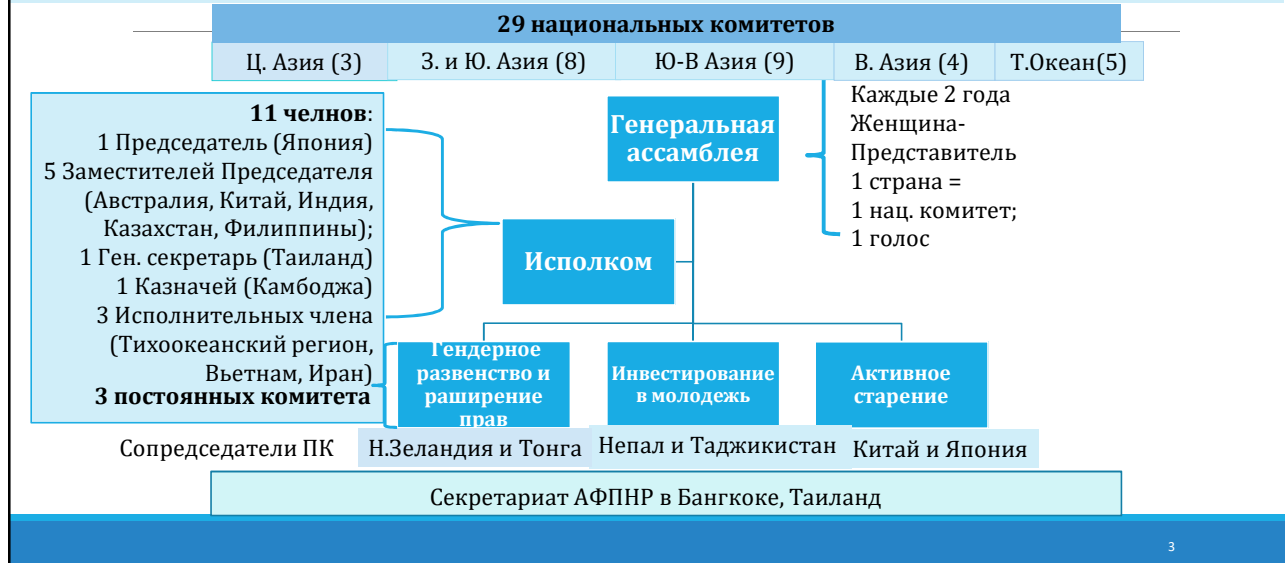 29 национальных комитетов
Ц. Азия (3) З. и Ю. Азия (8) Ю-В Азия (9) В. Азия (4) Т.Океан(5)
11 челнов:
1 Председатель (Япония)
5 Заместителей Председателя
(Австралия, Китай, Индия,
Казахстан, Филиппины);
1 Ген. секретарь (Таиланд)
1 Казначей (Камбоджа)
3 Исполнительных члена
(Тихоокеанский регион,
Вьетнам, Иран)
3 постоянных комитета
Генеральная
ассамблея
Каждые 2 года
Женщина-
Представитель
1 страна =
1 нац. комитет;
1 голос
Исполком
Гендерное
развенство и
раширение
прав
Инвестирование
в молодежь
Активное
старение
Сопредседатели ПК Н.Зеландия и Тонга Непал и Таджикистан Китай и Япония
Секретариат АФПНР в Бангкоке, Таиланд
3